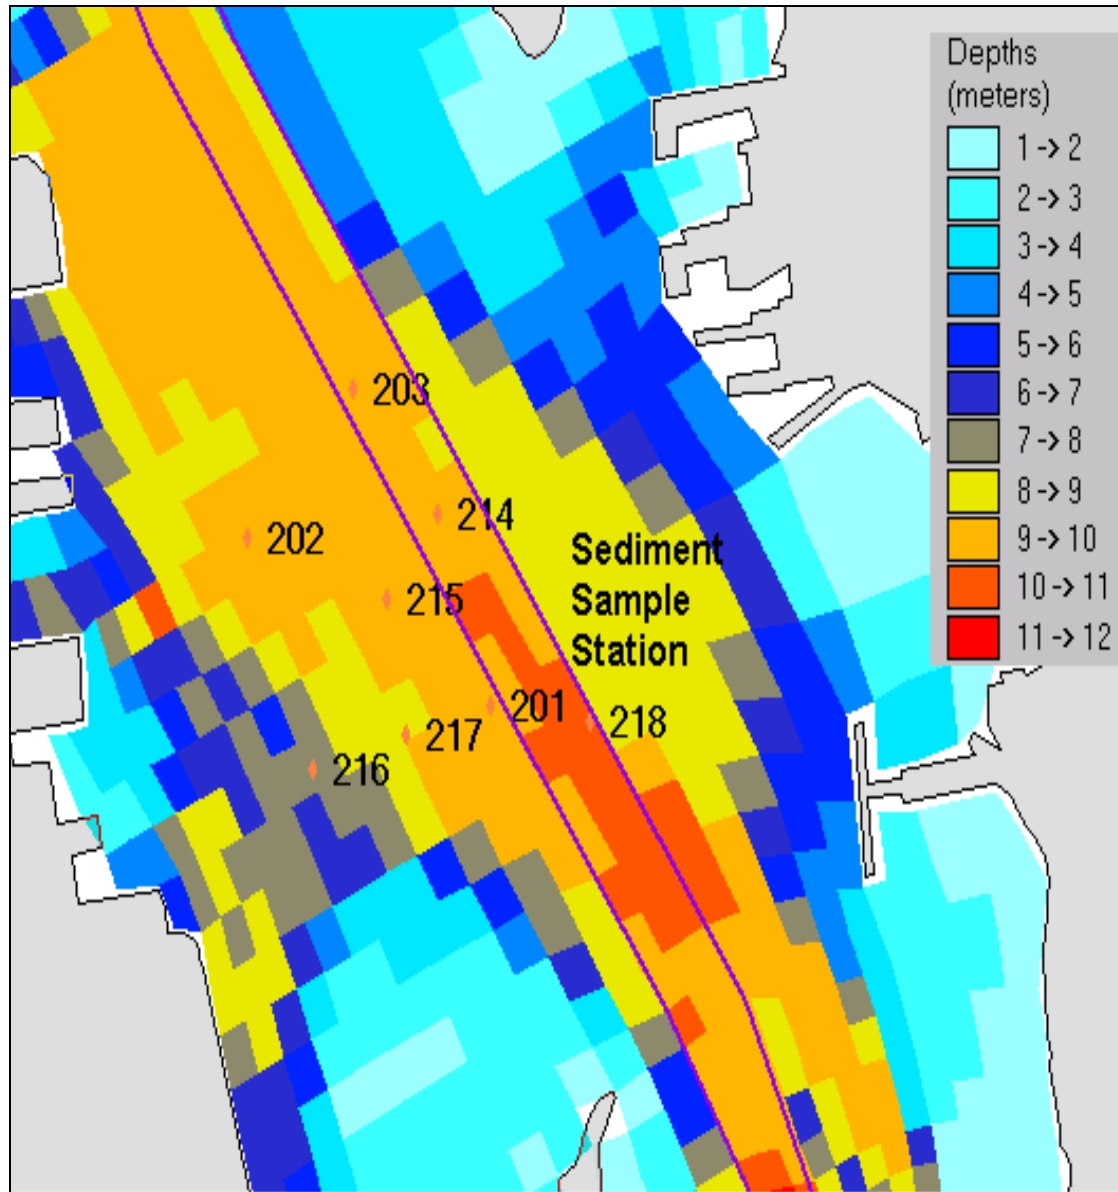 Depths
(meters)
1 -> 2
2 -> 3
3 -> 4
4 -> 5
5 -> 6
6 -> 7
7 -> 8
8 -> 9
9 -> 10
10 -> 11
11 -> 12
203
214
202
Sediment
Sample
Station
215
201
218
217
216